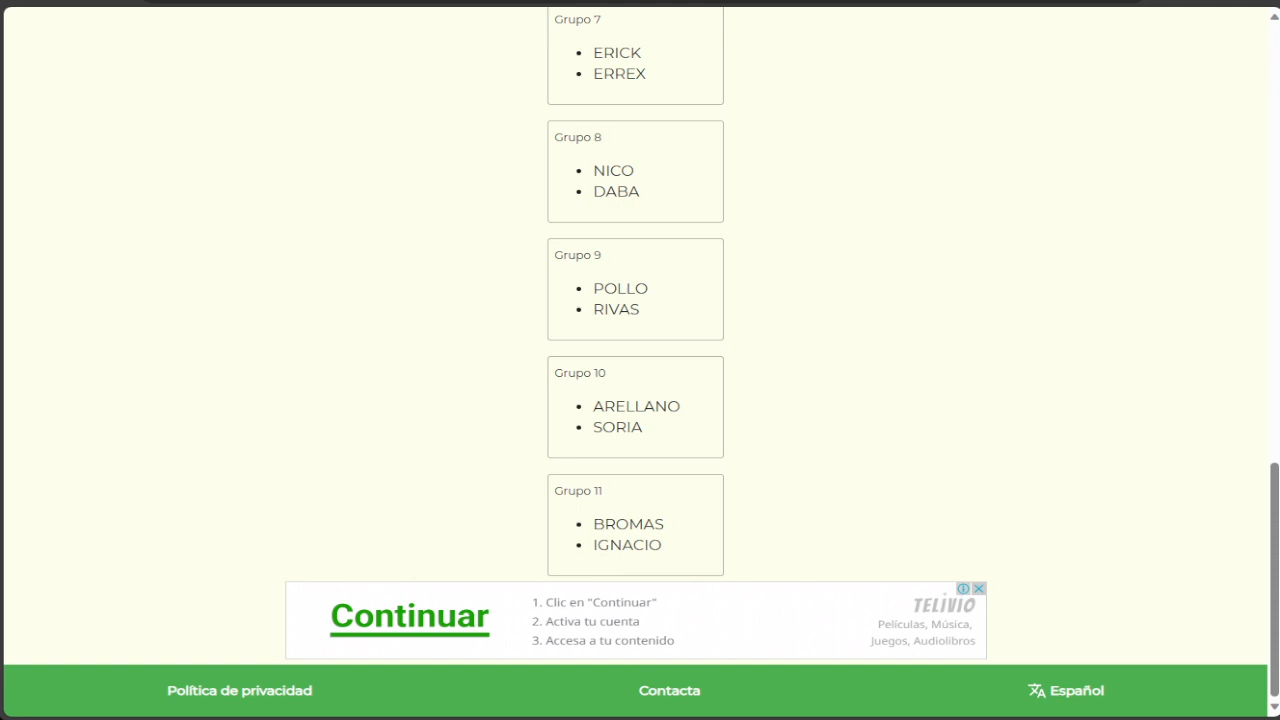 Grupo 7
ERICK
ERREX
Grupo 8
NICO
DABA
Grupo 9
POLLO
RIVAS
Grupo 10
ARELLANO
SORIA
Grupo 11
BROMAS
IGNACIO
Continuar
1. Clic en "Continuar"
2. Activa tu cuenta
3. Accesa a tu contenido
TELIVIO
Películas, Música,
Juegos, Audiolibros
Política de privacidad
Contacta
Español